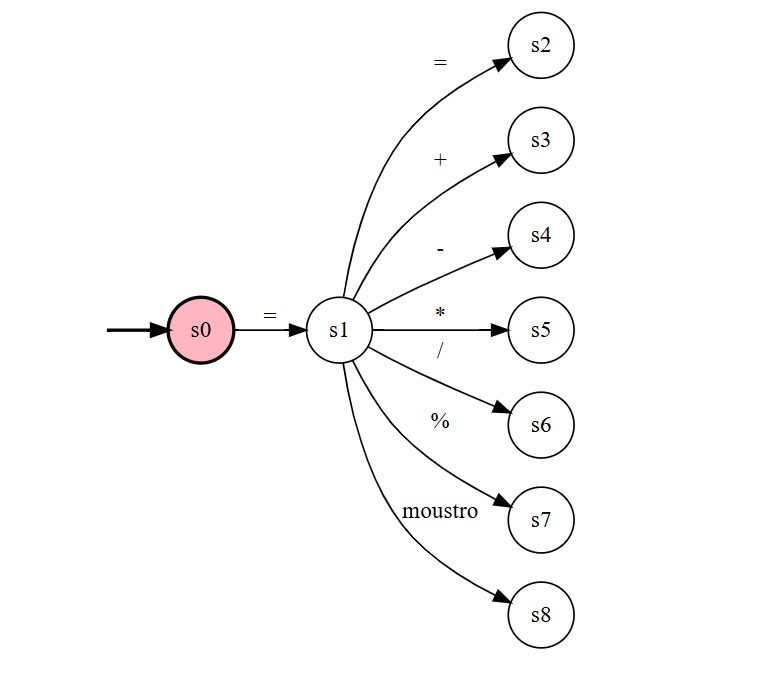 s2
=
s3
+
s4
-
s0
=
s1
*
s5
/
s6
%
s7
moustro
s8